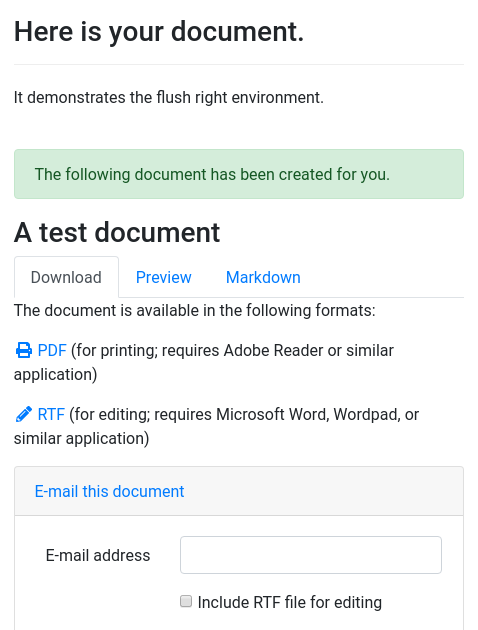 Here is your document.
It demonstrates the flush right environment.
The following document has been created for you.
A test document
Download Preview Markdown
The document is available in the following formats:
PDF (for printing; requires Adobe Reader or similar
application)
RTF (for editing; requires Microsoft Word, Wordpad, or
similar application)
E-mail this document
E-mail address
Include RTF file for editing